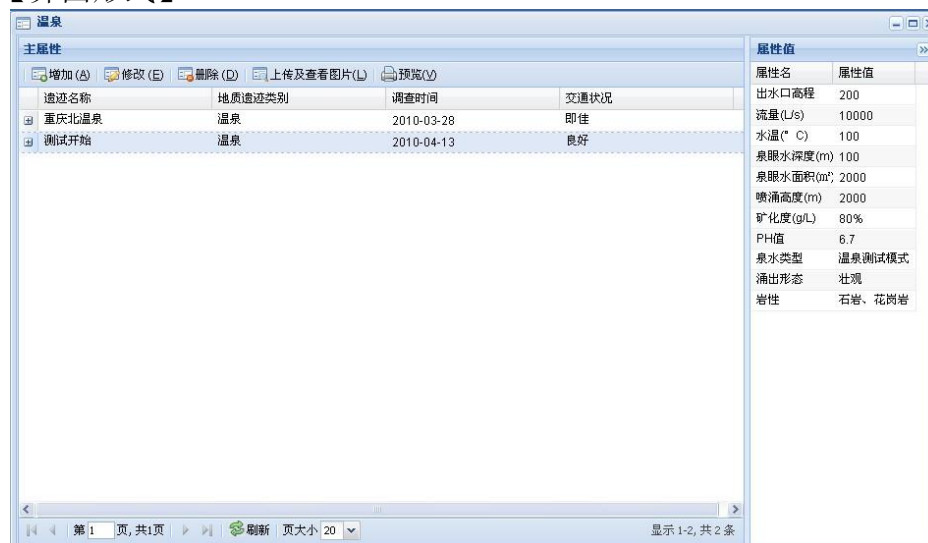 温泉
主属性
增加(A) 修改(E) 删除(D) 上传及查看图片(L) 预览(V)
遗迹名称 地质遗迹类别 调查时间 交通状况
重庆北温泉 温泉 2010-03-28 即佳
测试开始 温泉 2010-04-13 良好
第 1 页,共1页 刷新 页大小 20 显示 1-2, 共 2 条
属性值
属性名 属性值
出水口高程 200
流量(L/s) 10000
水温(° C) 100
泉眼水深度(m) 100
泉眼水面积(m²) 2000
喷涌高度(m) 2000
矿化度(g/L) 80%
PH值 6.7
泉水类型 温泉测试模式
涌出形态 壮观
岩性 石岩、花岗岩